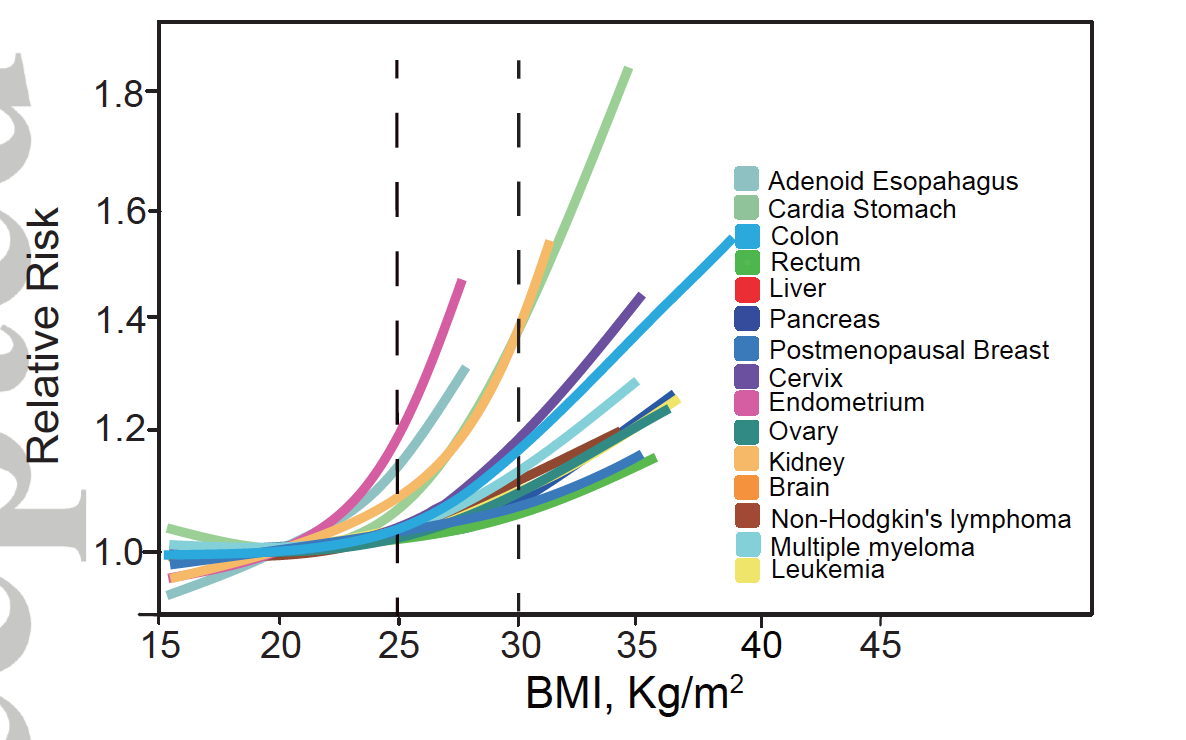 1.8
1.6
1.4
1.2
1.0
Relative Risk
15 20 25 30 35 40 45
BMI, Kg/m²
Adenoid Esopahagus
Cardia Stomach
Colon
Rectum
Liver
Pancreas
Postmenopausal Breast
Cervix
Endometrium
Ovary
Kidney
Brain
Non-Hodgkin's lymphoma
Multiple myeloma
Leukemia